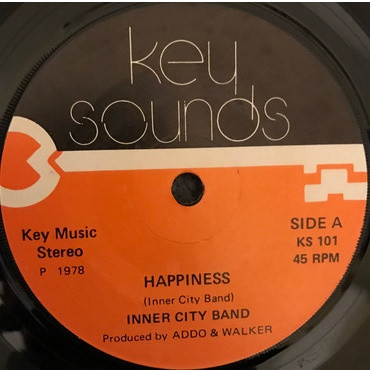 key
sounds
Key Music
Stereo
P 1978
SIDE A
KS 101
45 RPM
HAPPINESS
(Inner City Band)
INNER CITY BAND
Produced by ADDO & WALKER